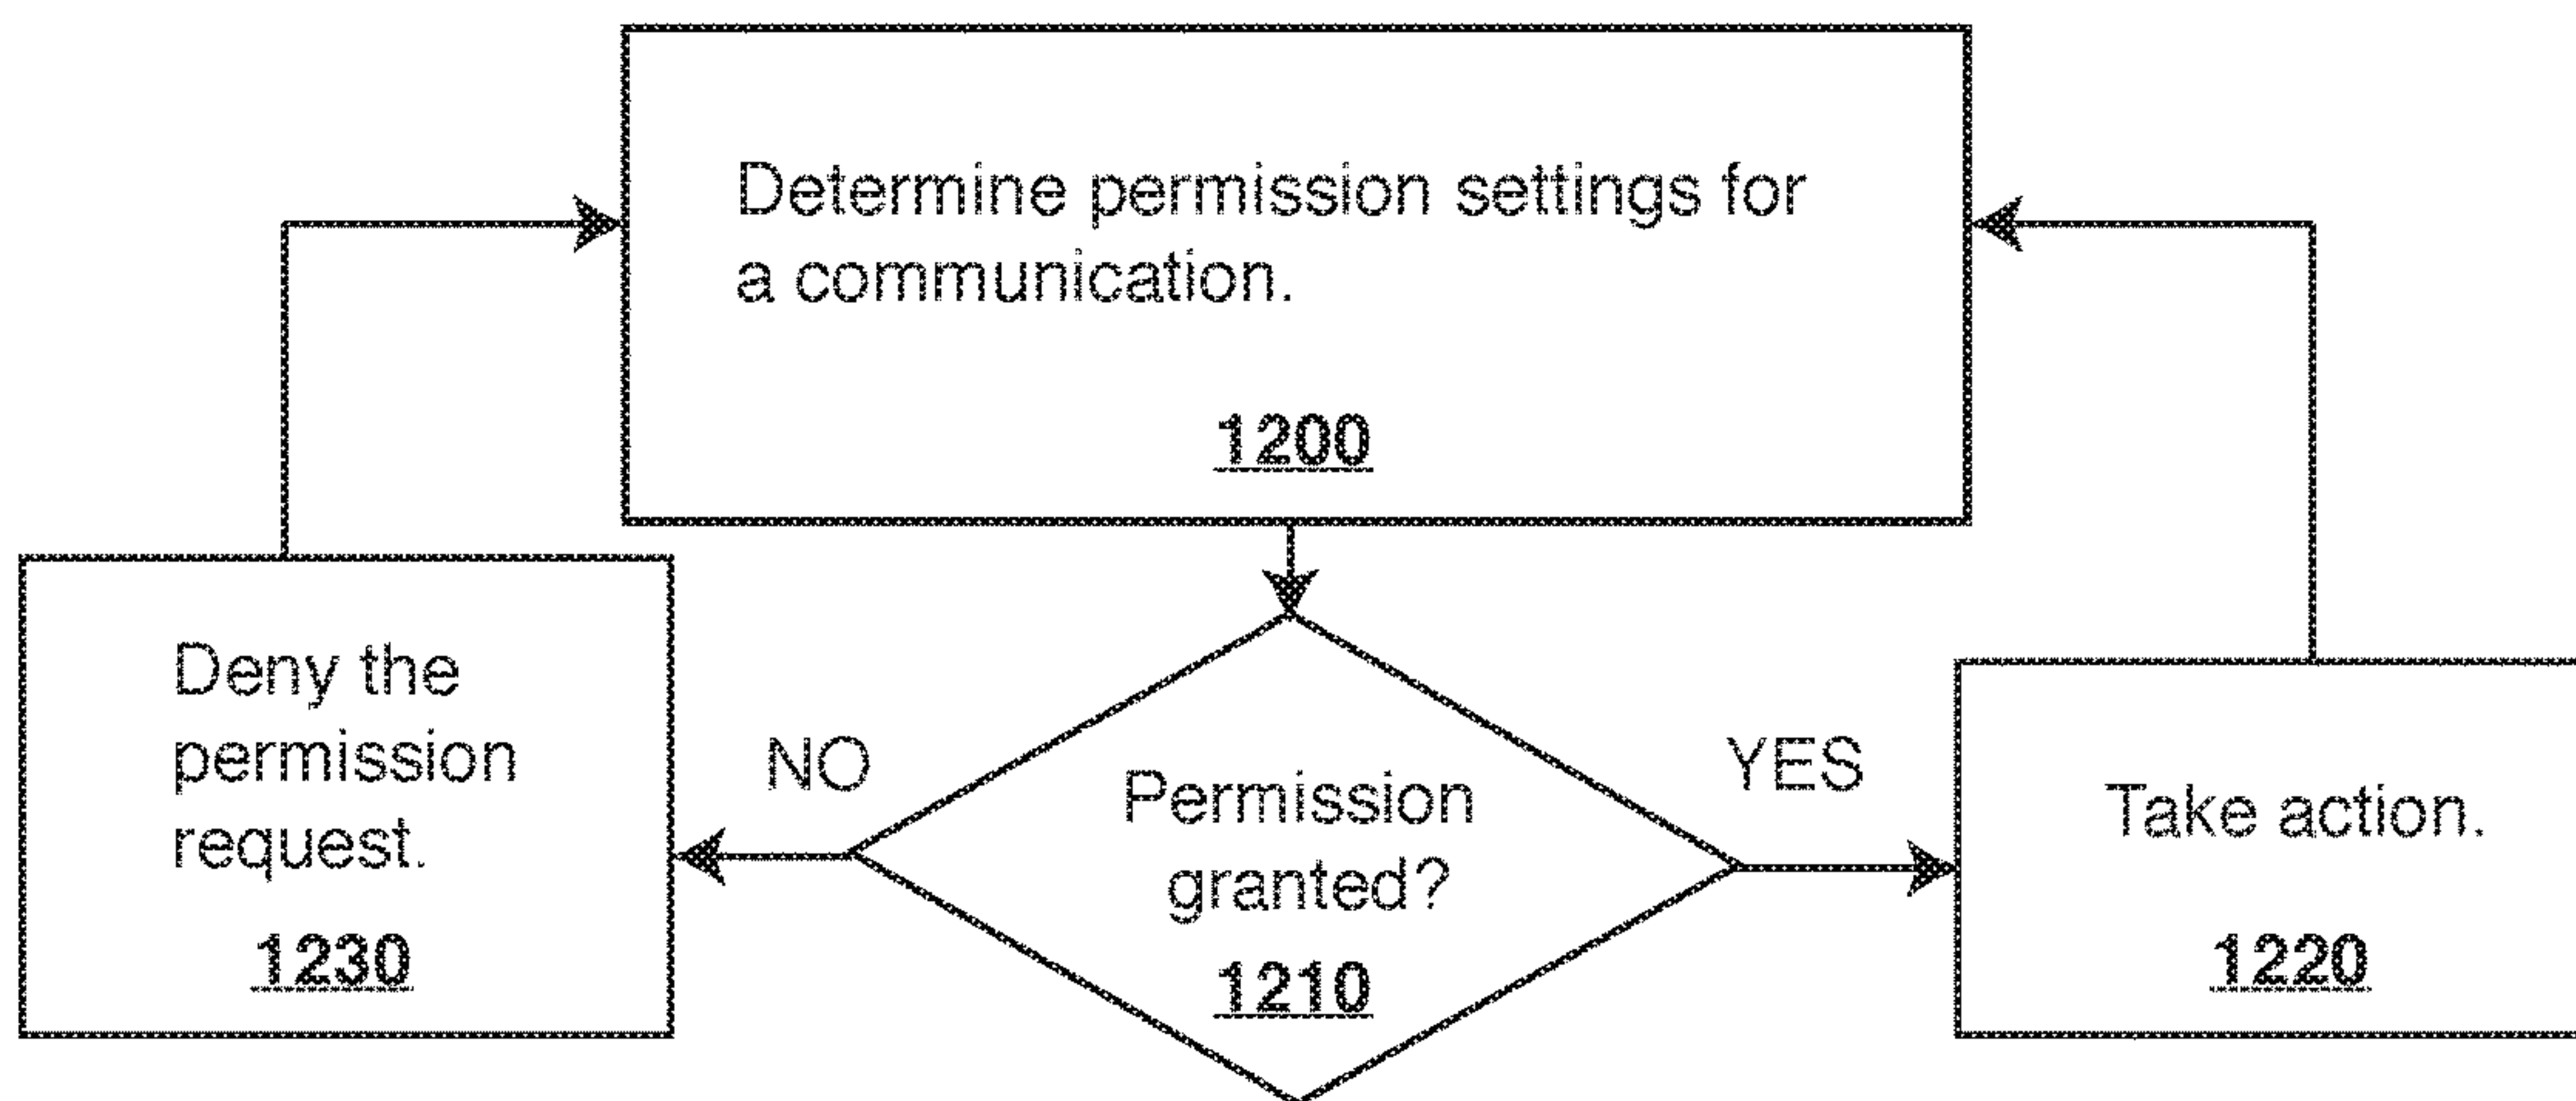 Determine permission settings for
a communication.
1200
Deny the
permission
request.
1230
NO
Permission
granted?
1210
YES
Take action.
1220